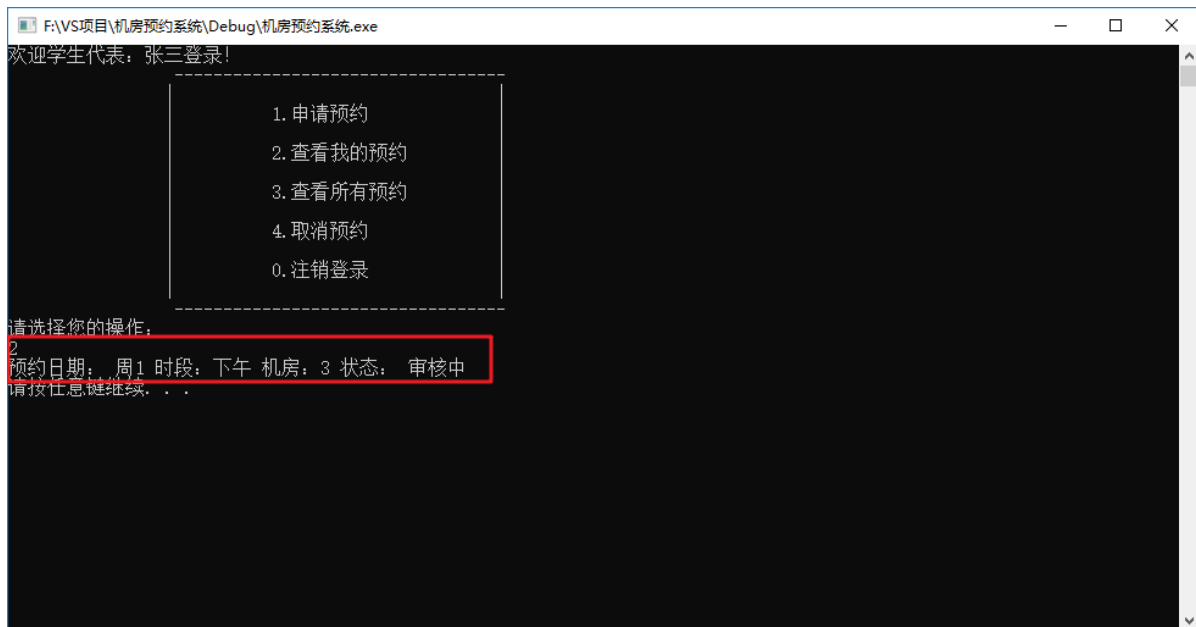 F:\VS项目\机房预约系统\Debug\机房预约系统.exe
欢迎学生代表：张三登录！
----------------------------------
1.申请预约
2.查看我的预约
3.查看所有预约
4.取消预约
0.注销登录
----------------------------------
请选择您的操作：
2
预约日期： 周1 时段：下午 机房：3 状态： 审核中
请按任意键继续. . .